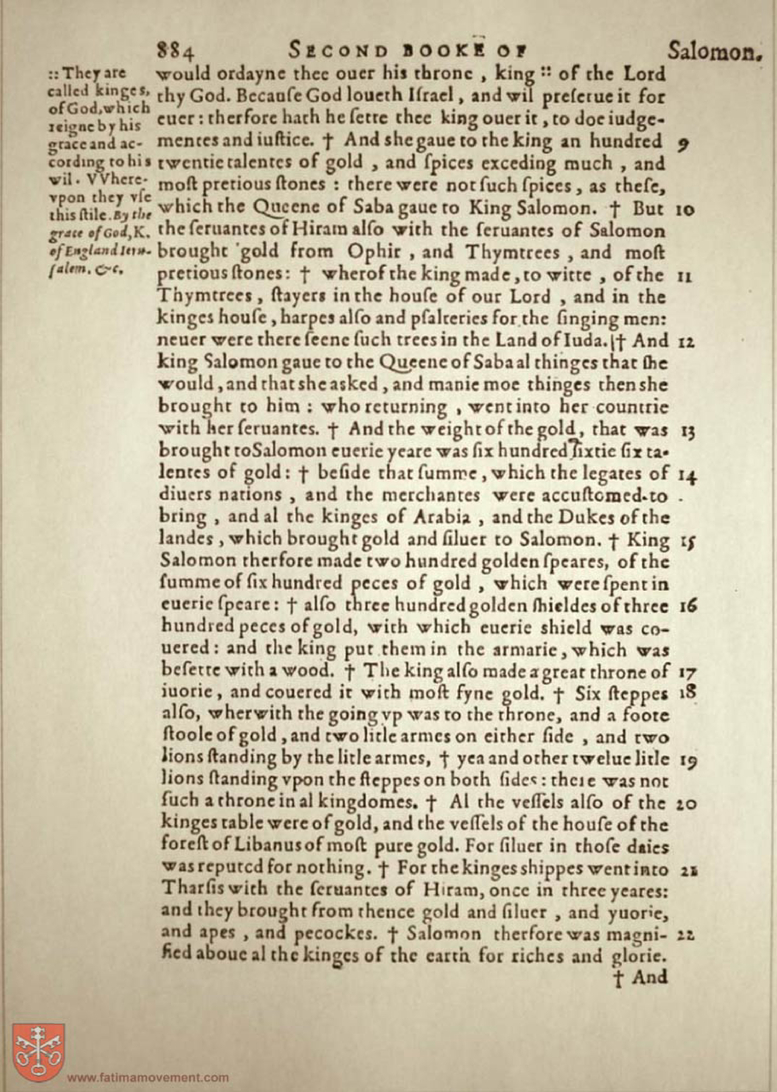 884 SECOND BOOKE OF Salomon.
:: They are
called kinges,
of God, which
reigne by his
grace and ac-
cording to his
wil. VVhere-
vpon they vſe
this ſtile. By the
grace of God, K.
of England Ieru-
ſalem. &c.
would ordayne thee ouer his throne, king :: of the Lord
thy God. Becauſe God loueth Iſrael, and wil preſerue it for
euer: therfore hath he ſette thee king ouer it, to doe iudge-
mentes and iuſtice. † And she gaue to the king an hundred 9
twentie talentes of gold, and ſpices exceding much, and
moſt pretious ſtones: there were not ſuch ſpices, as theſe,
which the Queene of Saba gaue to King Salomon. † But 10
the ſeruantes of Hiram alſo with the ſeruantes of Salomon
brought gold from Ophir, and Thymtrees, and moſt
pretious ſtones: † wherof the king made, to witte, of the 11
Thymtrees, ſtayers in the houſe of our Lord, and in the
kinges houſe, harpes alſo and pſalteries for the ſinging men:
neuer were there ſeene ſuch trees in the Land of Iuda. † And 12
king Salomon gaue to the Queene of Saba al thinges that ſhe
would, and that she asked, and manie moe thinges then she
brought to him: who returning, went into her countrie
with her ſeruantes. † And the weight of the gold, that was 13
brought to Salomon euerie yeare was ſix hundred ſixtie ſix ta-
lentes of gold: † beſide that ſumme, which the legates of 14
diuers nations, and the merchantes were accuſtomed to
bring, and al the kinges of Arabia, and the Dukes of the
landes, which brought gold and ſiluer to Salomon. † King 15
Salomon therfore made two hundred golden ſpeares, of the
ſumme of ſix hundred peces of gold, which were ſpent in
euerie ſpeare: † alſo three hundred golden ſhieldes of three 16
hundred peces of gold, with which euerie shield was co-
uered: and the king put them in the armarie, which was
beſette with a wood. † The king alſo made a great throne of 17
iuorie, and couered it with moſt fyne gold. † Six ſteppes 18
alſo, wherwith the going vp was to the throne, and a foote
ſtoole of gold, and two litle armes on either ſide, and two
lions ſtanding by the litle armes, † yea and other twelue litle 19
lions ſtanding vpon the ſteppes on both ſides: there was not
ſuch a throne in al kingdomes. † Al the veſſels alſo of the 20
kinges table were of gold, and the veſſels of the houſe of the
foreſt of Libanus of moſt pure gold. For ſiluer in thoſe daies
was reputed for nothing. † For the kinges shippes went into 21
Tharſis with the ſeruantes of Hiram, once in three yeares:
and they brought from thence gold and ſiluer, and yuorie,
and apes, and pecockes. † Salomon therfore was magni- 22
fied aboue al the kinges of the earth for riches and glorie.
† And
www.fatimamovement.com